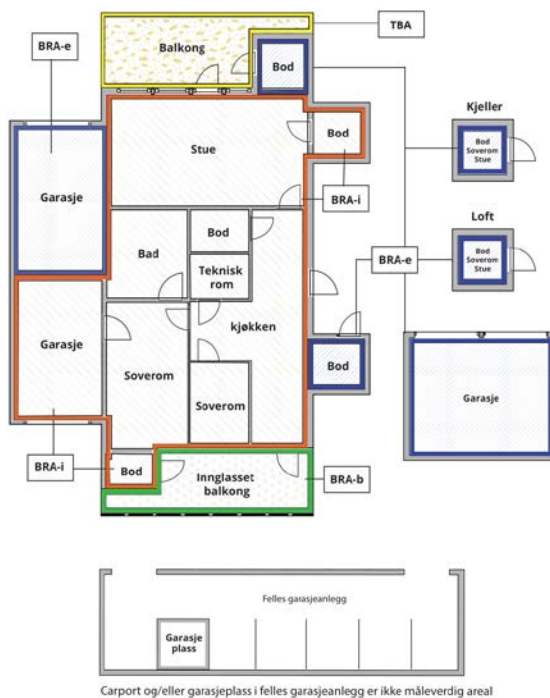 TBA
BRA-e
Balkong
Bod
Kjeller
Bod
Soverom
Stue
Stue
Bod
Garasje
BRA-i
Loft
Bod
Bod
Soverom
Stue
Bad
BRA-e
Teknisk
rom
kjøkken
Garasje
Bod
Garasje
Soverom
Soverom
BRA-i
Bod
Innglasset
balkong
BRA-b
Felles garasjeanlegg
Garasje
plass
Carport og/eller garasjeplass i felles garasjeanlegg er ikke måleverdig areal